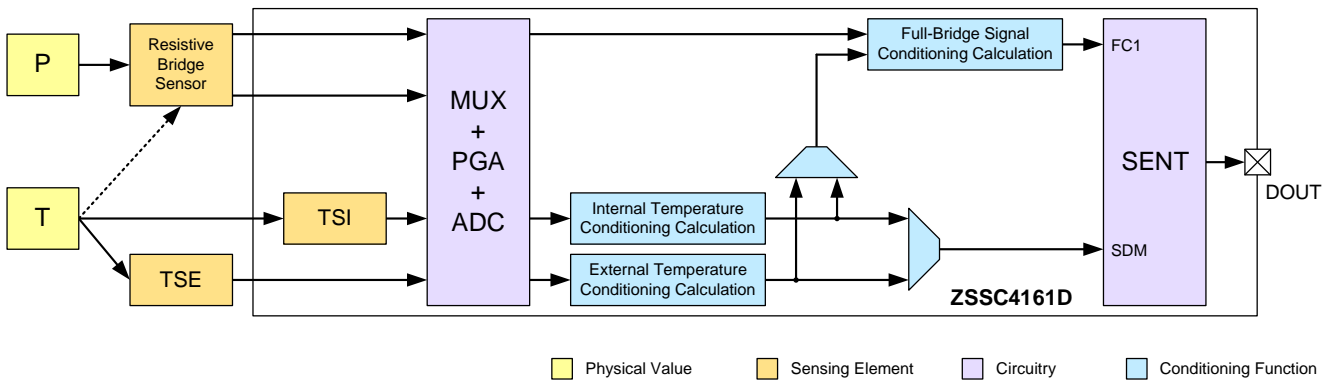 P
Resistive
Bridge
Sensor
T
TSI
TSE
MUX
+
PGA
+
ADC
Internal Temperature
Conditioning Calculation
External Temperature
Conditioning Calculation
Full-Bridge Signal
Conditioning Calculation
FC1
SENT
SDM
DOUT
ZSSC4161D
Physical Value
Sensing Element
Circuitry
Conditioning Function